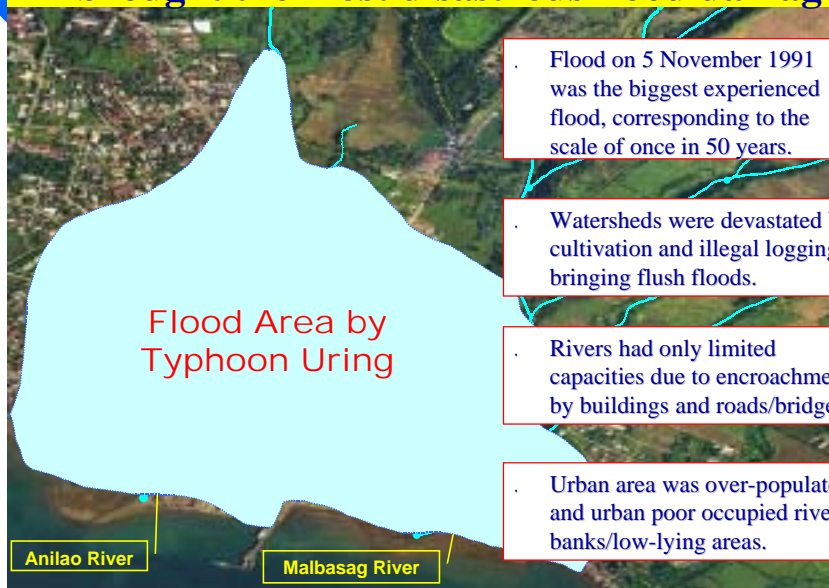 Flood on 5 November 1991
was the biggest experienced
flood, corresponding to the
scale of once in 50 years.
Watersheds were devastated
cultivation and illegal logging
bringing flush floods.
Rivers had only limited
capacities due to encroachme
by buildings and roads/bridge
Urban area was over-populate
and urban poor occupied rive
banks/low-lying areas.
Flood Area by
Typhoon Uring
Anilao River
Malbasag River